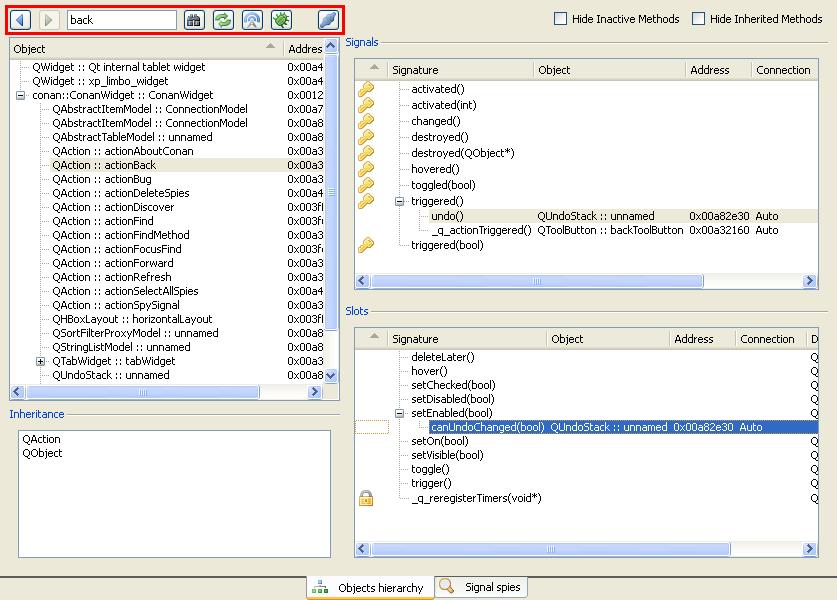 back
Hide Inactive Methods
Hide Inherited Methods
Object Addres
QWidget :: Qt internal tablet widget 0x00a4
QWidget :: xp_limbo_widget 0x00a4
conan::ConanWidget :: ConanWidget 0x0012
QAbstractItemModel :: ConnectionModel 0x00a7
QAbstractItemModel :: ConnectionModel 0x00a8
QAbstractTableModel :: unnamed 0x00a8
QAction :: actionAboutConan 0x00a3
QAction :: actionBack 0x00a3
QAction :: actionBug 0x00a3
QAction :: actionDeleteSpies 0x00a4
QAction :: actionDiscover 0x003f
QAction :: actionFind 0x003f
QAction :: actionFindMethod 0x00a3
QAction :: actionFocusFind 0x003f
QAction :: actionForward 0x00a3
QAction :: actionRefresh 0x00a3
QAction :: actionSelectAllSpies 0x00a4
QAction :: actionSpySignal 0x00a3
QHBoxLayout :: horizontalLayout 0x003f
QSortFilterProxyModel :: unnamed 0x00a8
QStringListModel :: unnamed 0x00a8
QTabWidget :: tabWidget 0x00a3
QUndoStack :: unnamed 0x00a8
Inheritance
QAction
QObject
Signals
Signature Object Address Connection
activated()
activated(int)
changed()
destroyed()
destroyed(QObject*)
hovered()
toggled(bool)
triggered()
undo() QUndoStack :: unnamed 0x00a82e30 Auto
_q_actionTriggered() QToolButton :: backToolButton 0x00a32160 Auto
triggered(bool)
Slots
Signature Object Address Connection D
deleteLater() Q
hover() Q
setChecked(bool) Q
setDisabled(bool) Q
setEnabled(bool) Q
canUndoChanged(bool) QUndoStack :: unnamed 0x00a82e30 Auto
setOn(bool) Q
setVisible(bool) Q
toggle() Q
trigger() Q
_q_reregisterTimers(void*) Q
Objects hierarchy
Signal spies